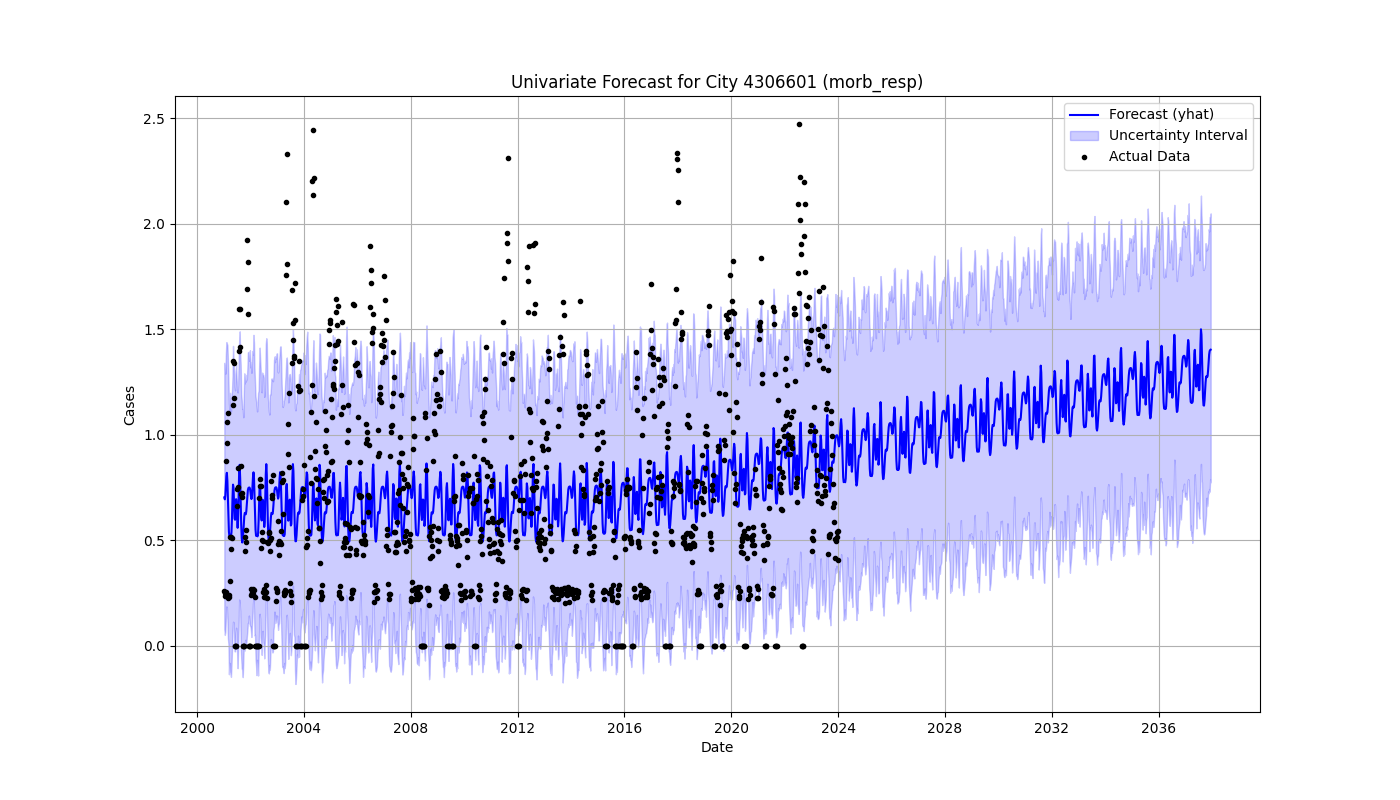 Univariate Forecast for City 4306601 (morb_resp)
Forecast (yhat)
Uncertainty Interval
Actual Data
Cases
2.5
2.0
1.5
1.0
0.5
0.0
2000 2004 2008 2012 2016 2020 2024 2028 2032 2036
Date